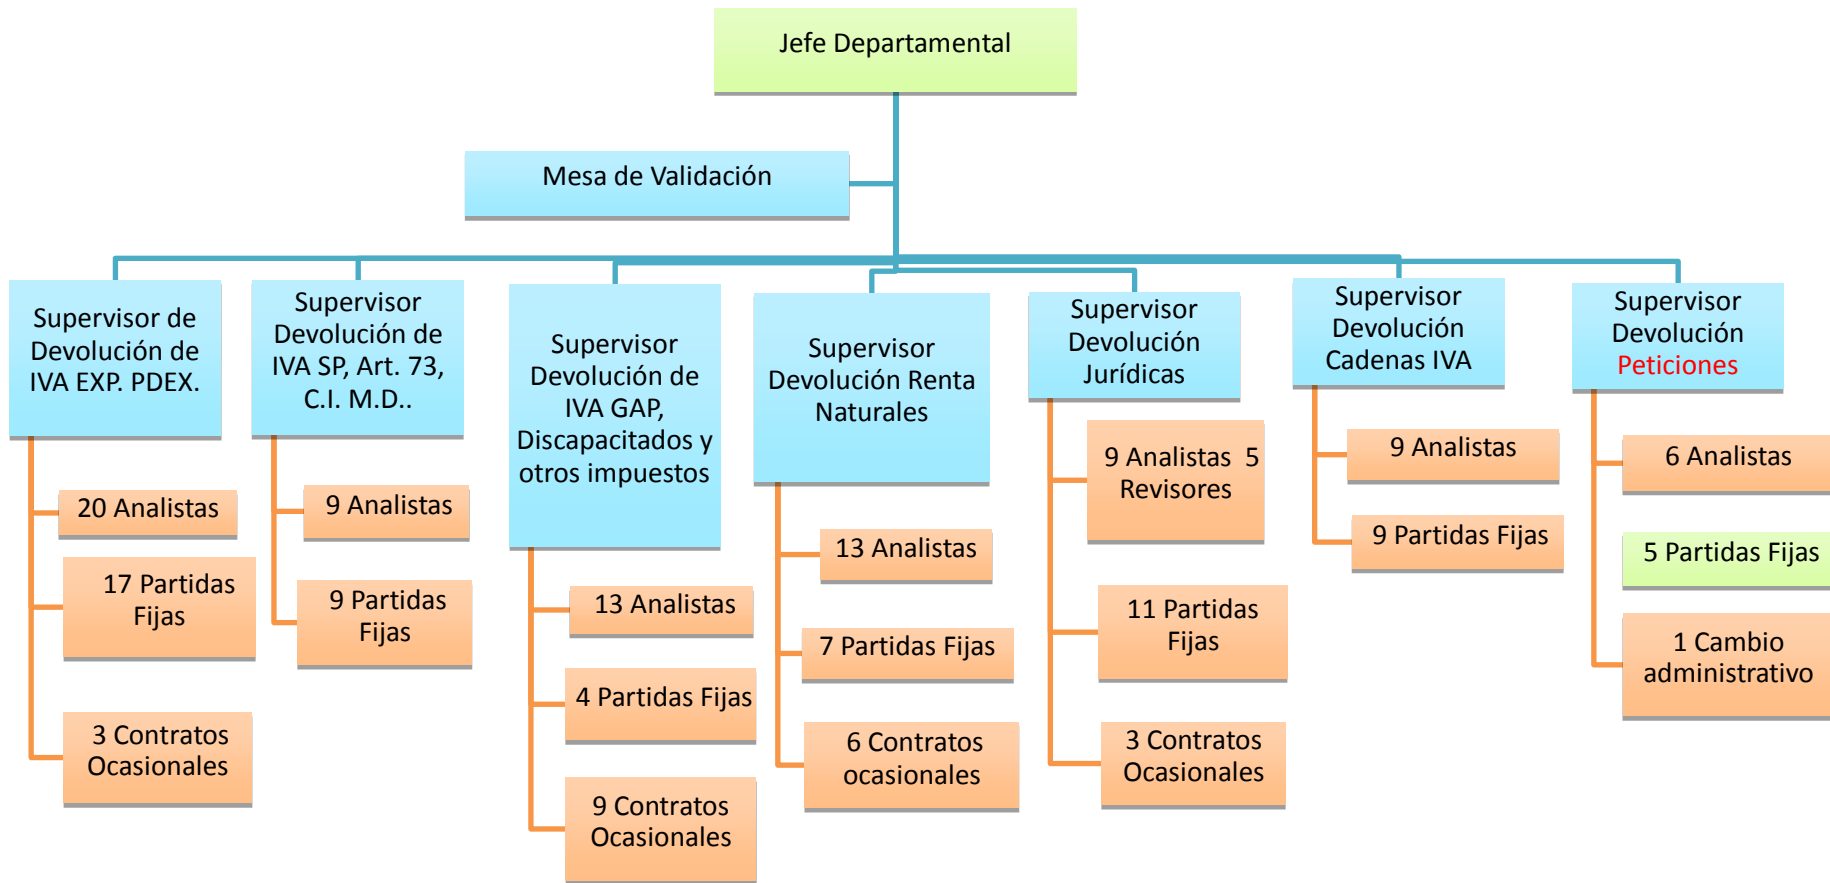 Jefe Departamental
Mesa de Validación
Supervisor de
Devolución de
IVA EXP. PDEX.
20 Analistas
17 Partidas
Fijas
3 Contratos
Ocasionales
Supervisor
Devolución de
IVA SP, Art. 73,
C.I. M.D..
9 Analistas
9 Partidas
Fijas
Supervisor
Devolución de
IVA GAP,
Discapacitados y
otros impuestos
13 Analistas
4 Partidas Fijas
9 Contratos
Ocasionales
Supervisor
Devolución Renta
Naturales
13 Analistas
7 Partidas Fijas
6 Contratos
ocasionales
Supervisor
Devolución
Jurídicas
9 Analistas  5
Revisores
11 Partidas
Fijas
3 Contratos
Ocasionales
Supervisor
Devolución
Cadenas IVA
9 Analistas
9 Partidas Fijas
Supervisor
Devolución
Peticiones
6 Analistas
5 Partidas Fijas
1 Cambio
administrativo